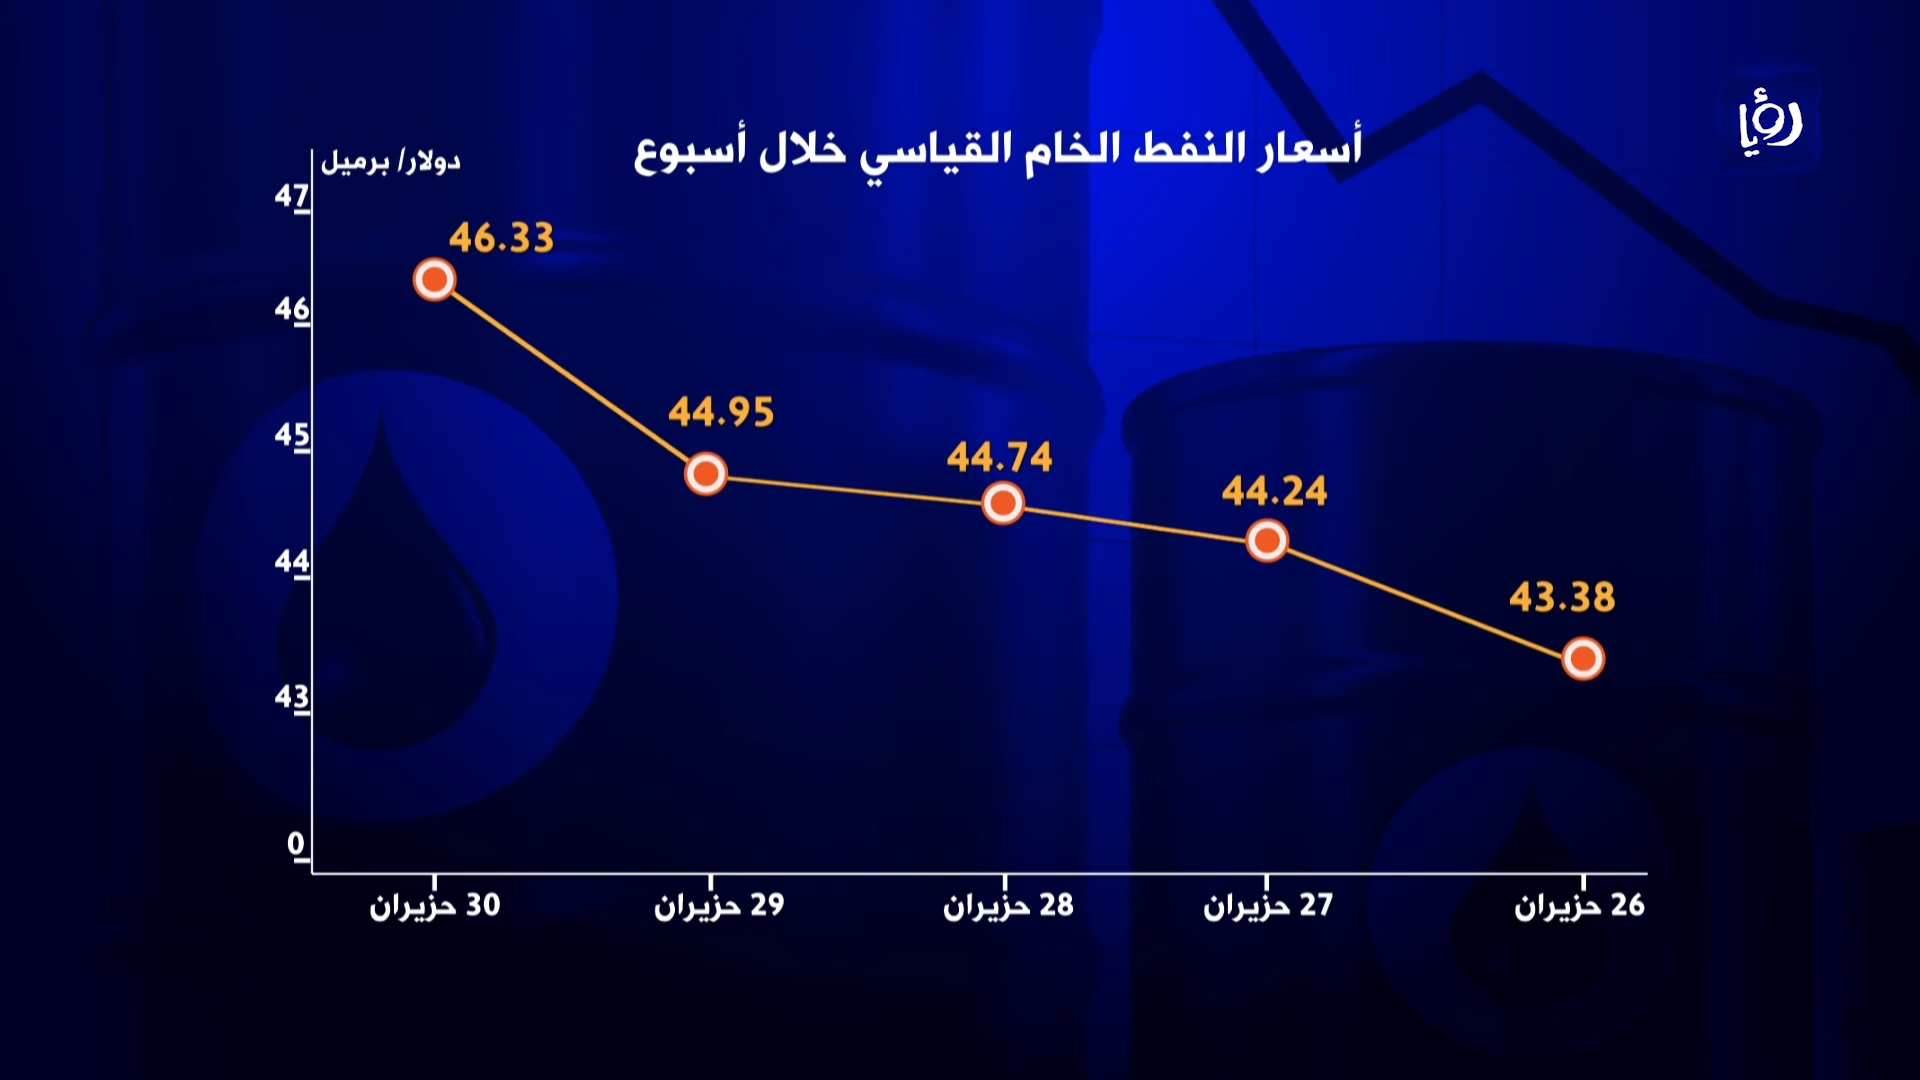 رؤيا
أسعار النفط الخام القياسي خلال أسبوع
دولار/ برميل
47
46
45
44
43
0
46.33
44.95
44.74
44.24
43.38
30 حزيران
29 حزيران
28 حزيران
27 حزيران
26 حزيران